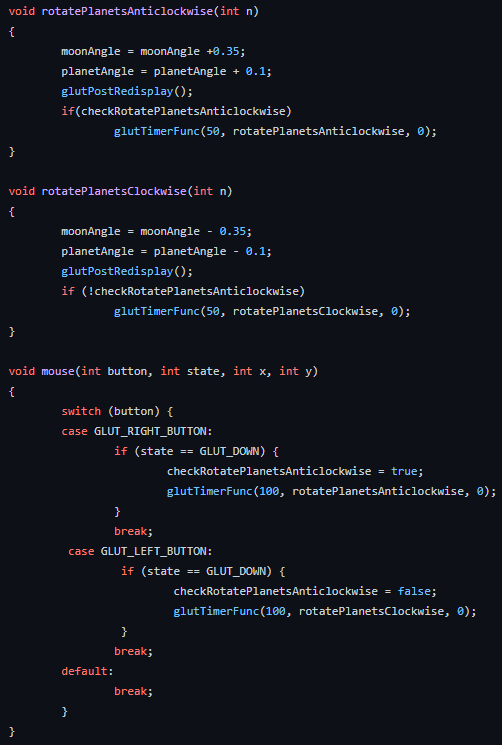 void rotatePlanetsAnticlockwise(int n)
{
        moonAngle = moonAngle +0.35;
        planetAngle = planetAngle + 0.1;
        glutPostRedisplay();
        if(checkRotatePlanetsAnticlockwise)
                glutTimerFunc(50, rotatePlanetsAnticlockwise, 0);
}

void rotatePlanetsClockwise(int n)
{
        moonAngle = moonAngle - 0.35;
        planetAngle = planetAngle - 0.1;
        glutPostRedisplay();
        if (!checkRotatePlanetsAnticlockwise)
                glutTimerFunc(50, rotatePlanetsClockwise, 0);
}

void mouse(int button, int state, int x, int y)
{
        switch (button) {
        case GLUT_RIGHT_BUTTON:
                if (state == GLUT_DOWN) {
                        checkRotatePlanetsAnticlockwise = true;
                        glutTimerFunc(100, rotatePlanetsAnticlockwise, 0);
                }
                break;
         case GLUT_LEFT_BUTTON:
                 if (state == GLUT_DOWN) {
                         checkRotatePlanetsAnticlockwise = false;
                         glutTimerFunc(100, rotatePlanetsClockwise, 0);
                 }
                break;
        default:
                break;
        }
}